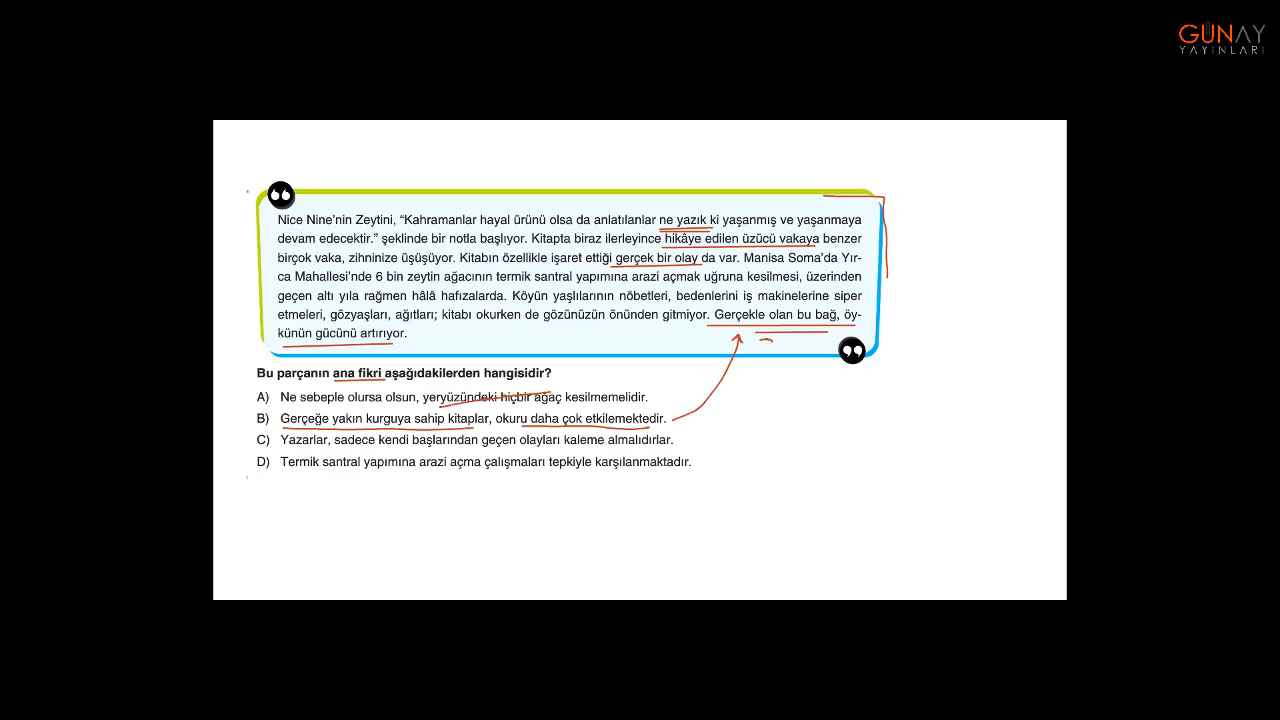 GÜNAY
YAYINLARI
Nice Nine'nin Zeytini, “Kahramanlar hayal ürünü olsa da anlatılanlar ne yazık ki yaşanmış ve yaşanmaya
devam edecektir.” şeklinde bir notla başlıyor. Kitapta biraz ilerleyince hikâye edilen üzücü vakaya benzer
birçok vaka, zihninize üşüşüyor. Kitabın özellikle işaret ettiği gerçek bir olay da var. Manisa Soma'da Yır-
ca Mahallesi'nde 6 bin zeytin ağacının termik santral yapımına arazi açmak uğruna kesilmesi, üzerinden
geçen altı yıla rağmen hâlâ hafızalarda. Köyün yaşlılarının nöbetleri, bedenlerini iş makinelerine siper
etmeleri, gözyaşları, ağıtları; kitabı okurken de gözünüzün önünden gitmiyor. Gerçekle olan bu bağ, öy-
künün gücünü artırıyor.
Bu parçanın ana fikri aşağıdakilerden hangisidir?
A) Ne sebeple olursa olsun, yeryüzündeki hiçbir ağaç kesilmemelidir.
B) Gerçeğe yakın kurguya sahip kitaplar, okuru daha çok etkilemektedir.
C) Yazarlar, sadece kendi başlarından geçen olayları kaleme almalıdırlar.
D) Termik santral yapımına arazi açma çalışmaları tepkiyle karşılanmaktadır.